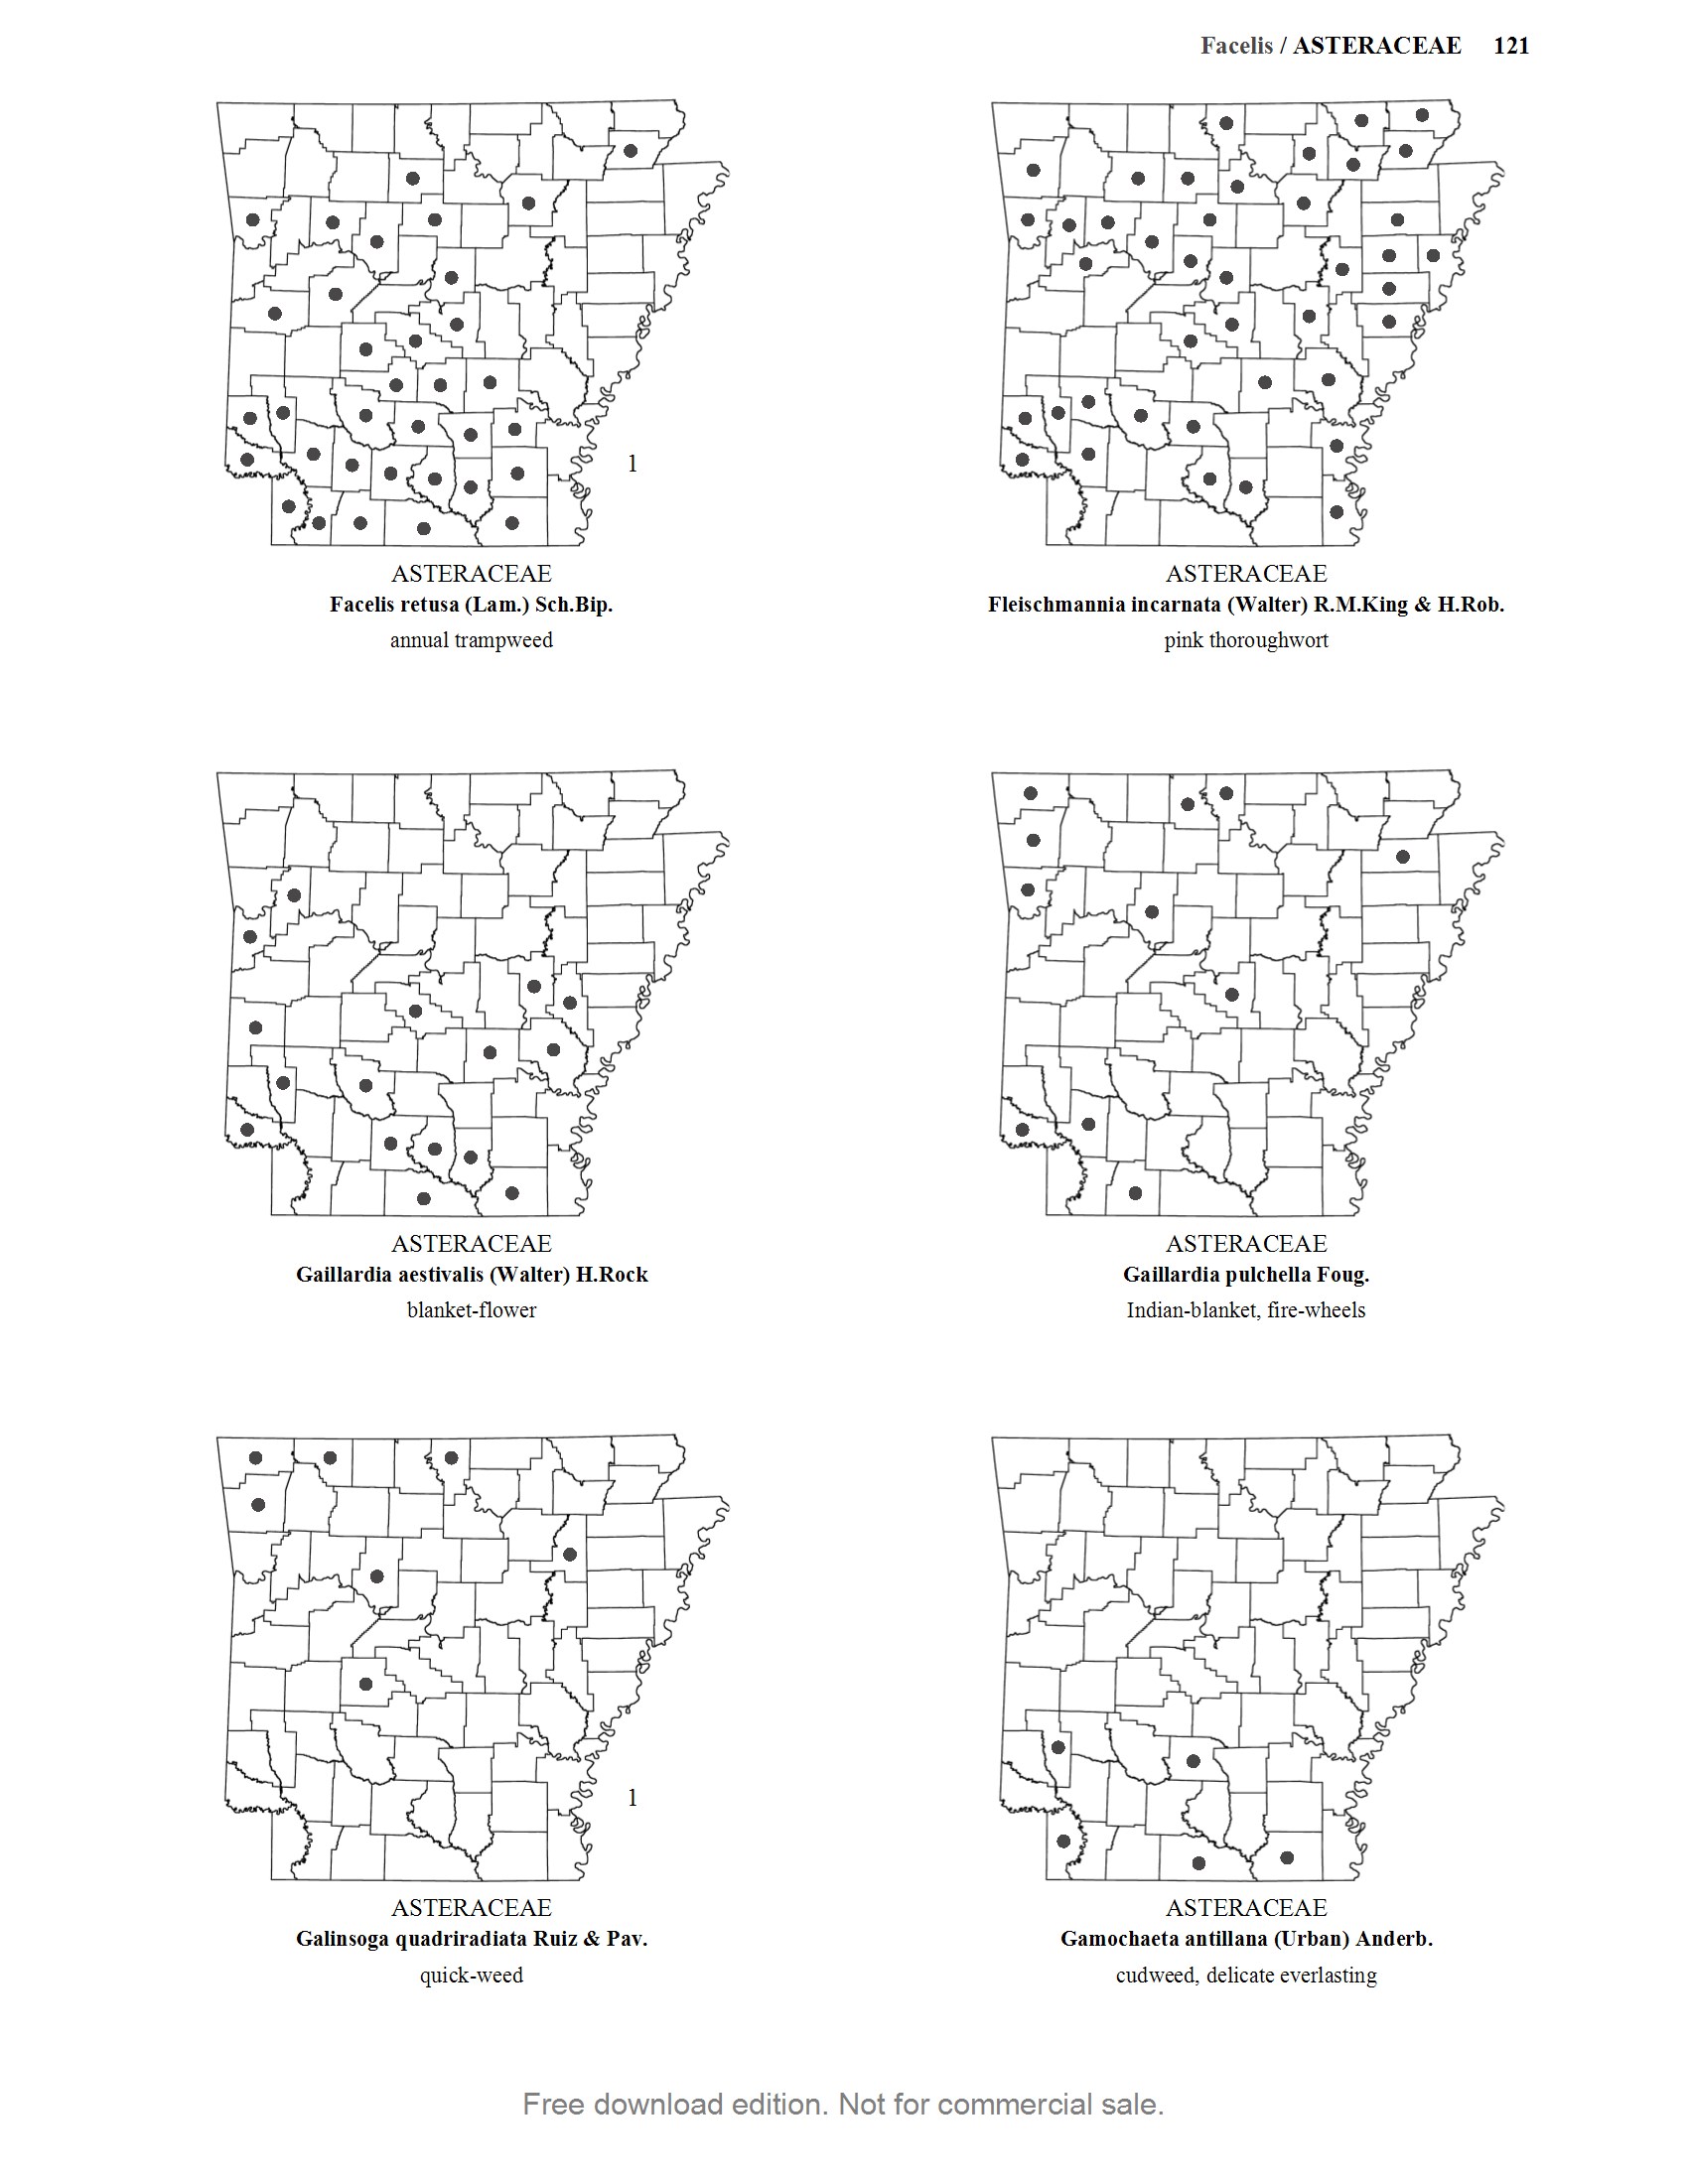 Facelis / ASTERACEAE 121
1
ASTERACEAE
Facelis retusa (Lam.) Sch.Bip.
annual trampweed
ASTERACEAE
Fleischmannia incarnata (Walter) R.M.King & H.Rob.
pink thoroughwort
ASTERACEAE
Gaillardia aestivalis (Walter) H.Rock
blanket-flower
ASTERACEAE
Gaillardia pulchella Foug.
Indian-blanket, fire-wheels
1
ASTERACEAE
Galinsoga quadriradiata Ruiz & Pav.
quick-weed
ASTERACEAE
Gamochaeta antillana (Urban) Anderb.
cudweed, delicate everlasting
Free download edition. Not for commercial sale.